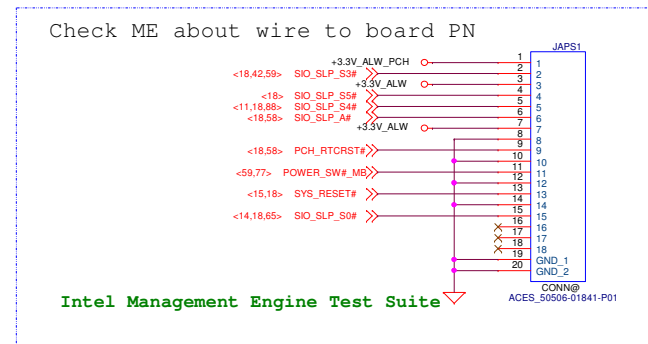 Check ME about wire to board PN
JAPS1
+3.3V_ALW_PCH 1 1
<18,42,59> SIO_SLP_S3# 2 2
+3.3V_ALW 3 3
<18> SIO_SLP_S5# 4 4
<11,18,88> SIO_SLP_S4# 5 5
<18,58> SIO_SLP_A# 6 6
+3.3V_ALW 7 7
8 8
<18,58> PCH_RTCRST# 9 9
10 10
<59,77> POWER_SW#_MB 11 11
12 12
<15,18> SYS_RESET# 13 13
14 14
<14,18,65> SIO_SLP_S0# 15 15
16 16
17 17
18 18
19 GND_1
20 GND_2
CONN@
ACES_50506-01841-P01
Intel Management Engine Test Suite